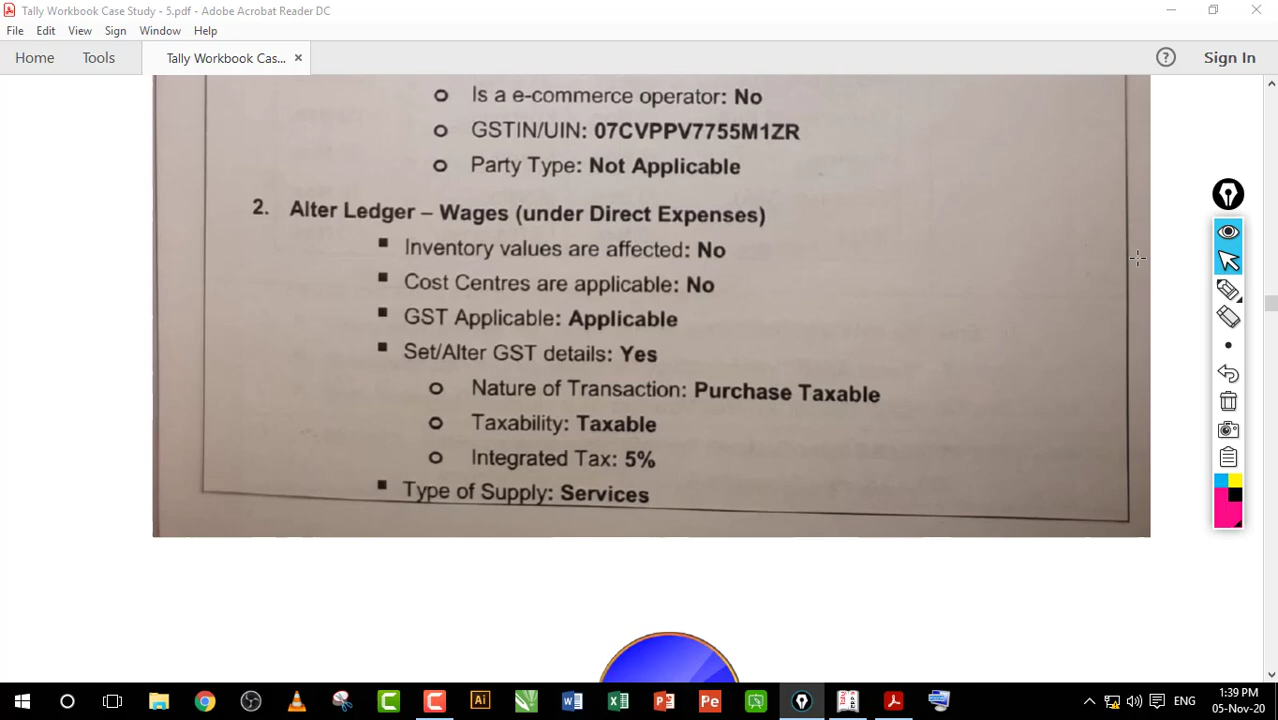 Tally Workbook Case Study - 5.pdf - Adobe Acrobat Reader DC
File Edit View Sign Window Help
Home Tools Tally Workbook Cas... × ? Sign In
Is a e-commerce operator: No
GSTIN/UIN: 07CVPPV7755M1ZR
Party Type: Not Applicable
2. Alter Ledger – Wages (under Direct Expenses)
Inventory values are affected: No
Cost Centres are applicable: No
GST Applicable: Applicable
Set/Alter GST details: Yes
Nature of Transaction: Purchase Taxable
Taxability: Taxable
Integrated Tax: 5%
Type of Supply: Services
ENG
1:39 PM
05-Nov-20